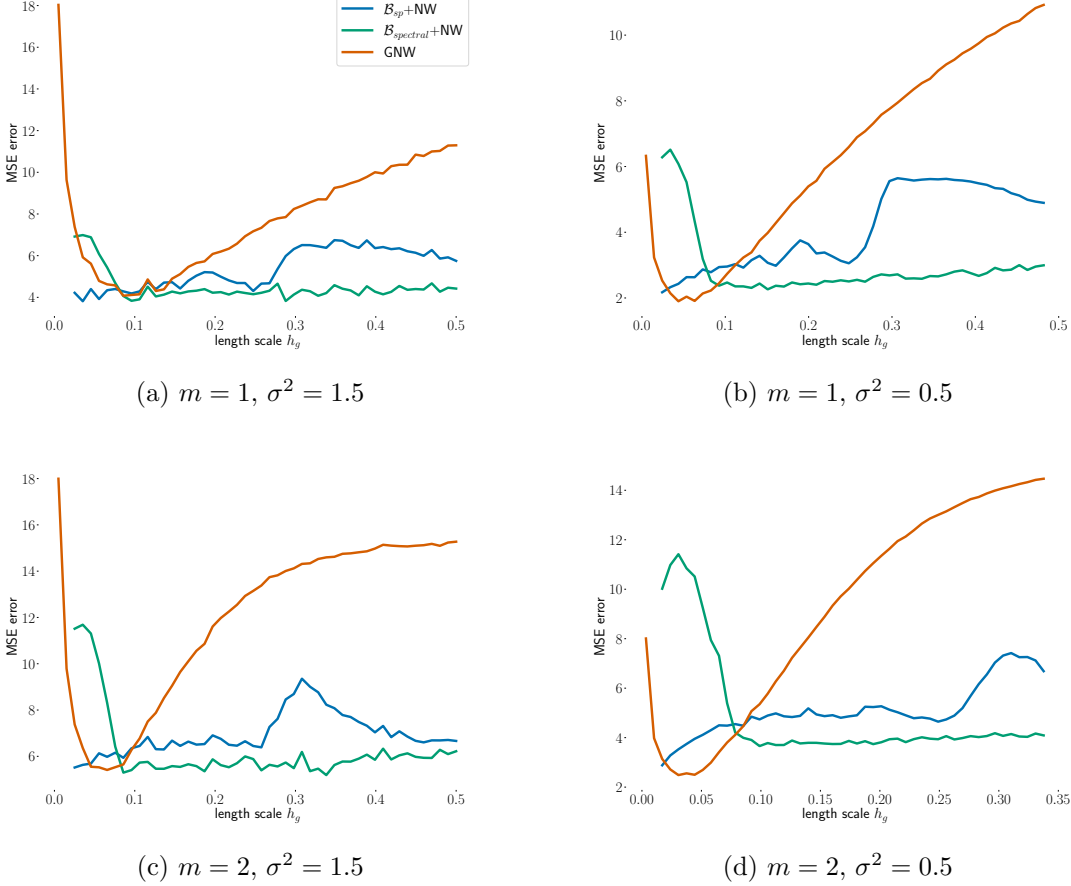 𝓑ₛₚ+NW
𝓑_{spectral}+NW
GNW
18
16
14
12
10
8
6
4
MSE error
0.0 0.1 0.2 0.3 0.4 0.5
length scale h_g
(a) m = 1, σ² = 1.5
10
8
6
4
2
MSE error
0.0 0.1 0.2 0.3 0.4 0.5
length scale h_g
(b) m = 1, σ² = 0.5
18
16
14
12
10
8
6
MSE error
0.0 0.1 0.2 0.3 0.4 0.5
length scale h_g
(c) m = 2, σ² = 1.5
14
12
10
8
6
4
2
MSE error
0.00 0.05 0.10 0.15 0.20 0.25 0.30 0.35
length scale h_g
(d) m = 2, σ² = 0.5